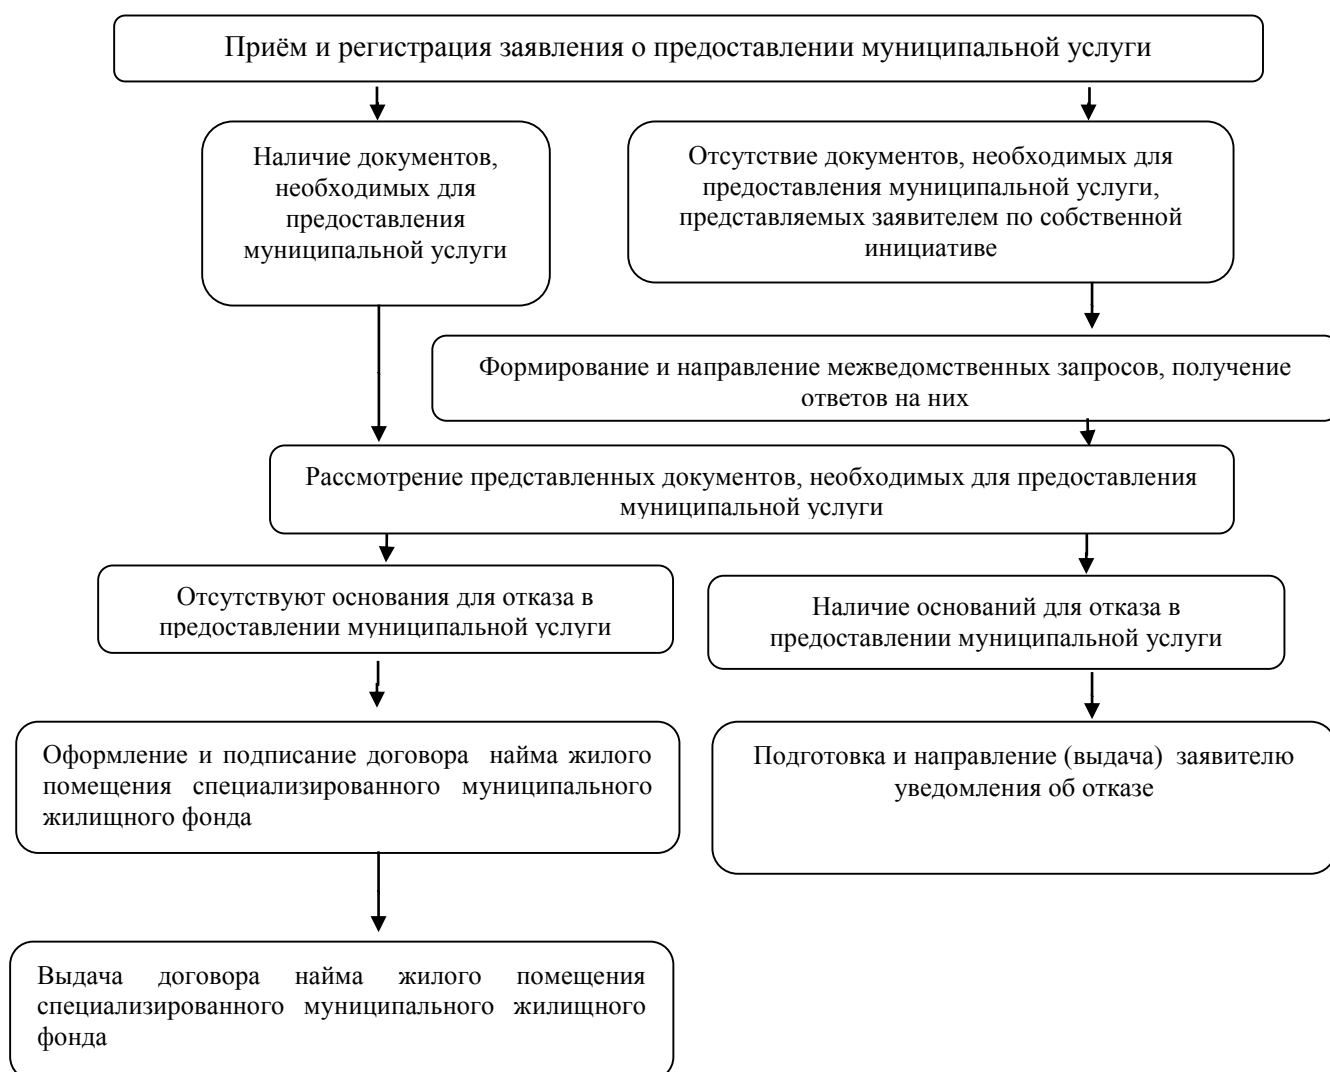 Приём и регистрация заявления о предоставлении муниципальной услуги
Наличие документов,
необходимых для
предоставления
муниципальной услуги
Отсутствие документов, необходимых для
предоставления муниципальной услуги,
представляемых заявителем по собственной
инициативе
Формирование и направление межведомственных запросов, получение
ответов на них
Рассмотрение представленных документов, необходимых для предоставления
муниципальной услуги
Отсутствуют основания для отказа в
предоставлении муниципальной услуги
Наличие оснований для отказа в
предоставлении муниципальной услуги
Оформление и подписание договора найма жилого
помещения специализированного муниципального
жилищного фонда
Подготовка и направление (выдача) заявителю
уведомления об отказе
Выдача договора найма жилого помещения
специализированного муниципального жилищного
фонда